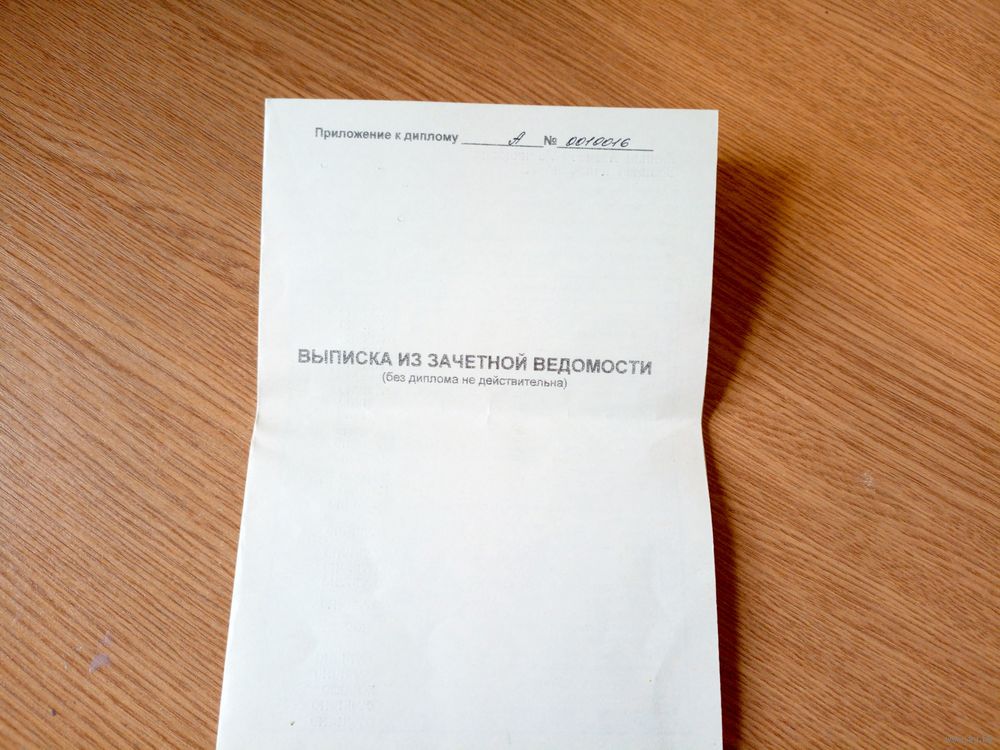 Приложение к диплому А № 0010016
ВЫПИСКА ИЗ ЗАЧЕТНОЙ ВЕДОМОСТИ
(без диплома не действительна)